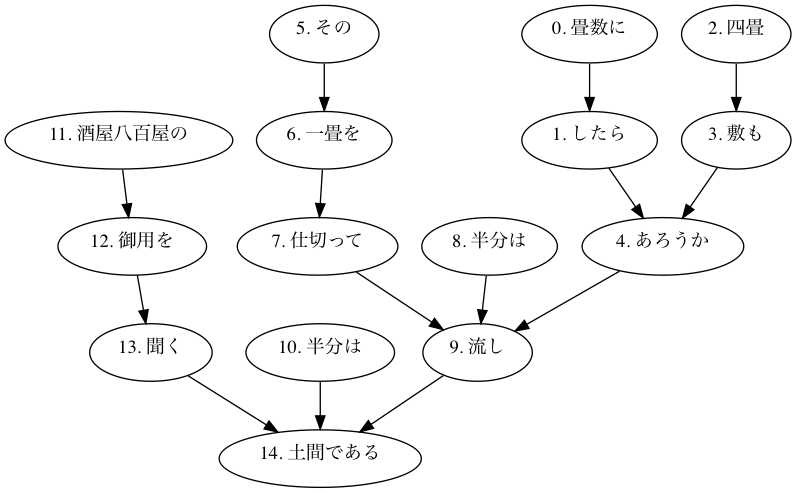 5. その
0. 畳数に
2. 四畳
11. 酒屋八百屋の
6. 一畳を
1. したら
3. 敷も
12. 御用を
7. 仕切って
8. 半分は
4. あろうか
13. 聞く
10. 半分は
9. 流し
14. 土間である